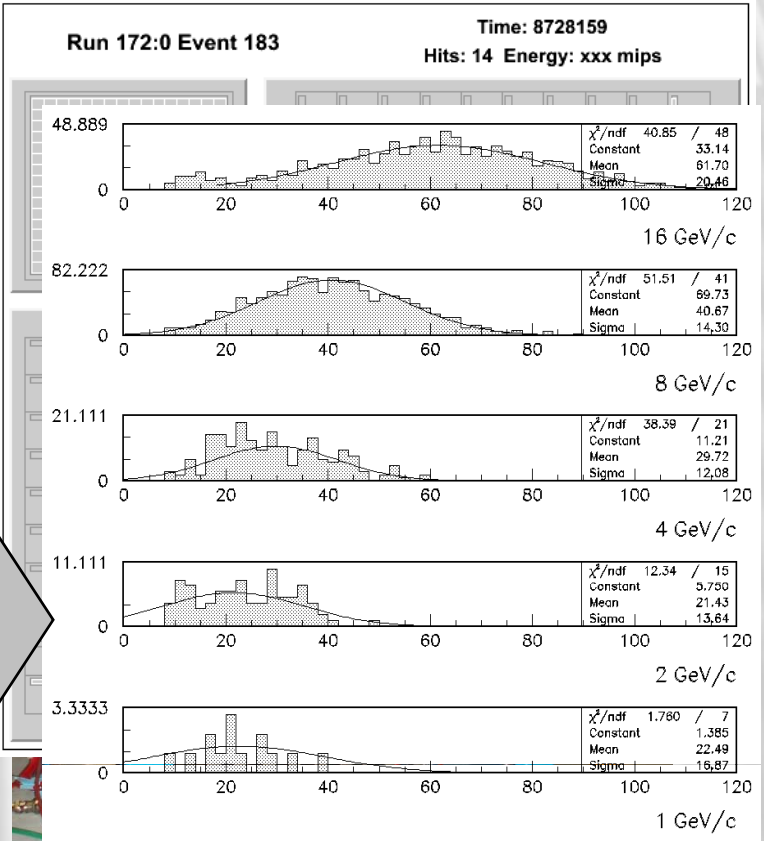 Run 172:0 Event 183
Time: 8728159
Hits: 14 Energy: xxx mips
48.889
0
χ²/ndf 40.85 / 48
Constant 33.14
Mean 61.70
Sigma 20.46
0 20 40 60 80 100 120
16 GeV/c
82.222
0
χ²/ndf 51.51 / 41
Constant 69.73
Mean 40.67
Sigma 14.30
0 20 40 60 80 100 120
8 GeV/c
21.111
0
χ²/ndf 38.39 / 21
Constant 11.21
Mean 29.72
Sigma 12.08
0 20 40 60 80 100 120
4 GeV/c
11.111
0
χ²/ndf 12.34 / 15
Constant 5.750
Mean 21.43
Sigma 13.64
0 20 40 60 80 100 120
2 GeV/c
3.3333
0
χ²/ndf 1.760 / 7
Constant 1.385
Mean 22.49
Sigma 16.87
0 20 40 60 80 100 120
1 GeV/c